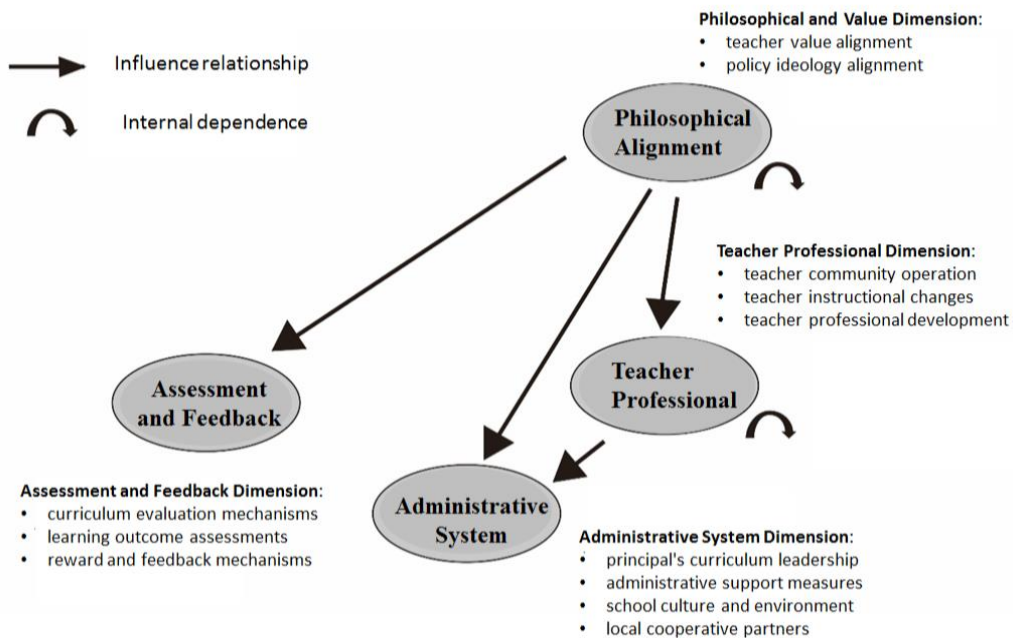 Philosophical and Value Dimension:
• teacher value alignment
• policy ideology alignment
Influence relationship
Internal dependence
Philosophical
Alignment
Teacher Professional Dimension:
• teacher community operation
• teacher instructional changes
• teacher professional development
Teacher
Professional
Assessment
and Feedback
Assessment and Feedback Dimension:
• curriculum evaluation mechanisms
• learning outcome assessments
• reward and feedback mechanisms
Administrative
System
Administrative System Dimension:
• principal's curriculum leadership
• administrative support measures
• school culture and environment
• local cooperative partners